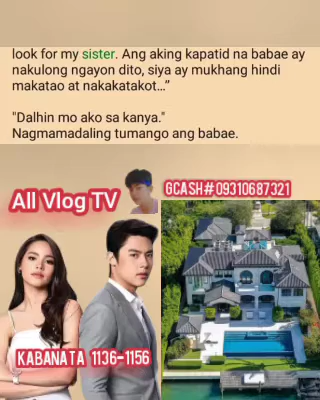 look for my sister. Ang aking kapatid na babae ay
nakulong ngayon dito, siya ay mukhang hindi
makatao at nakakatakot…”
"Dalhin mo ako sa kanya."
Nagmamadaling tumango ang babae.
GCASH#09310687321
All Vlog TV
KABANATA 1136-1156